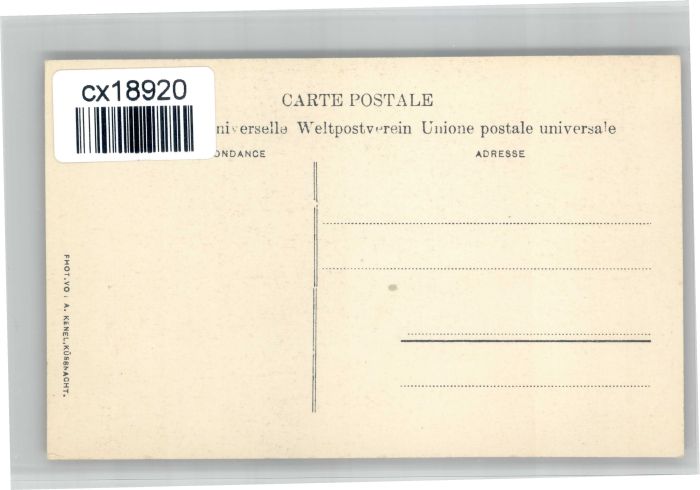 cx18920
CARTE POSTALE
niverselle Weltpostverein Unione postale universale
ONDANCE
ADRESSE
PHOT. VO: A. KENEL, KÜSSNACHT.